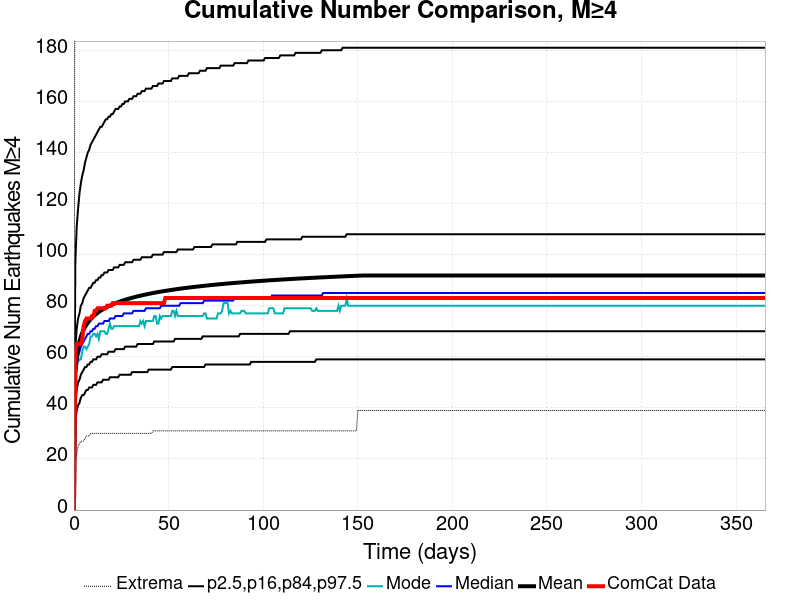 Cumulative Number Comparison, M≥4
Cumulative Num Earthquakes M≥4
180
160
140
120
100
80
60
40
20
0
0 50 100 150 200 250 300 350
Time (days)
Extrema p2.5,p16,p84,p97.5 Mode Median Mean ComCat Data